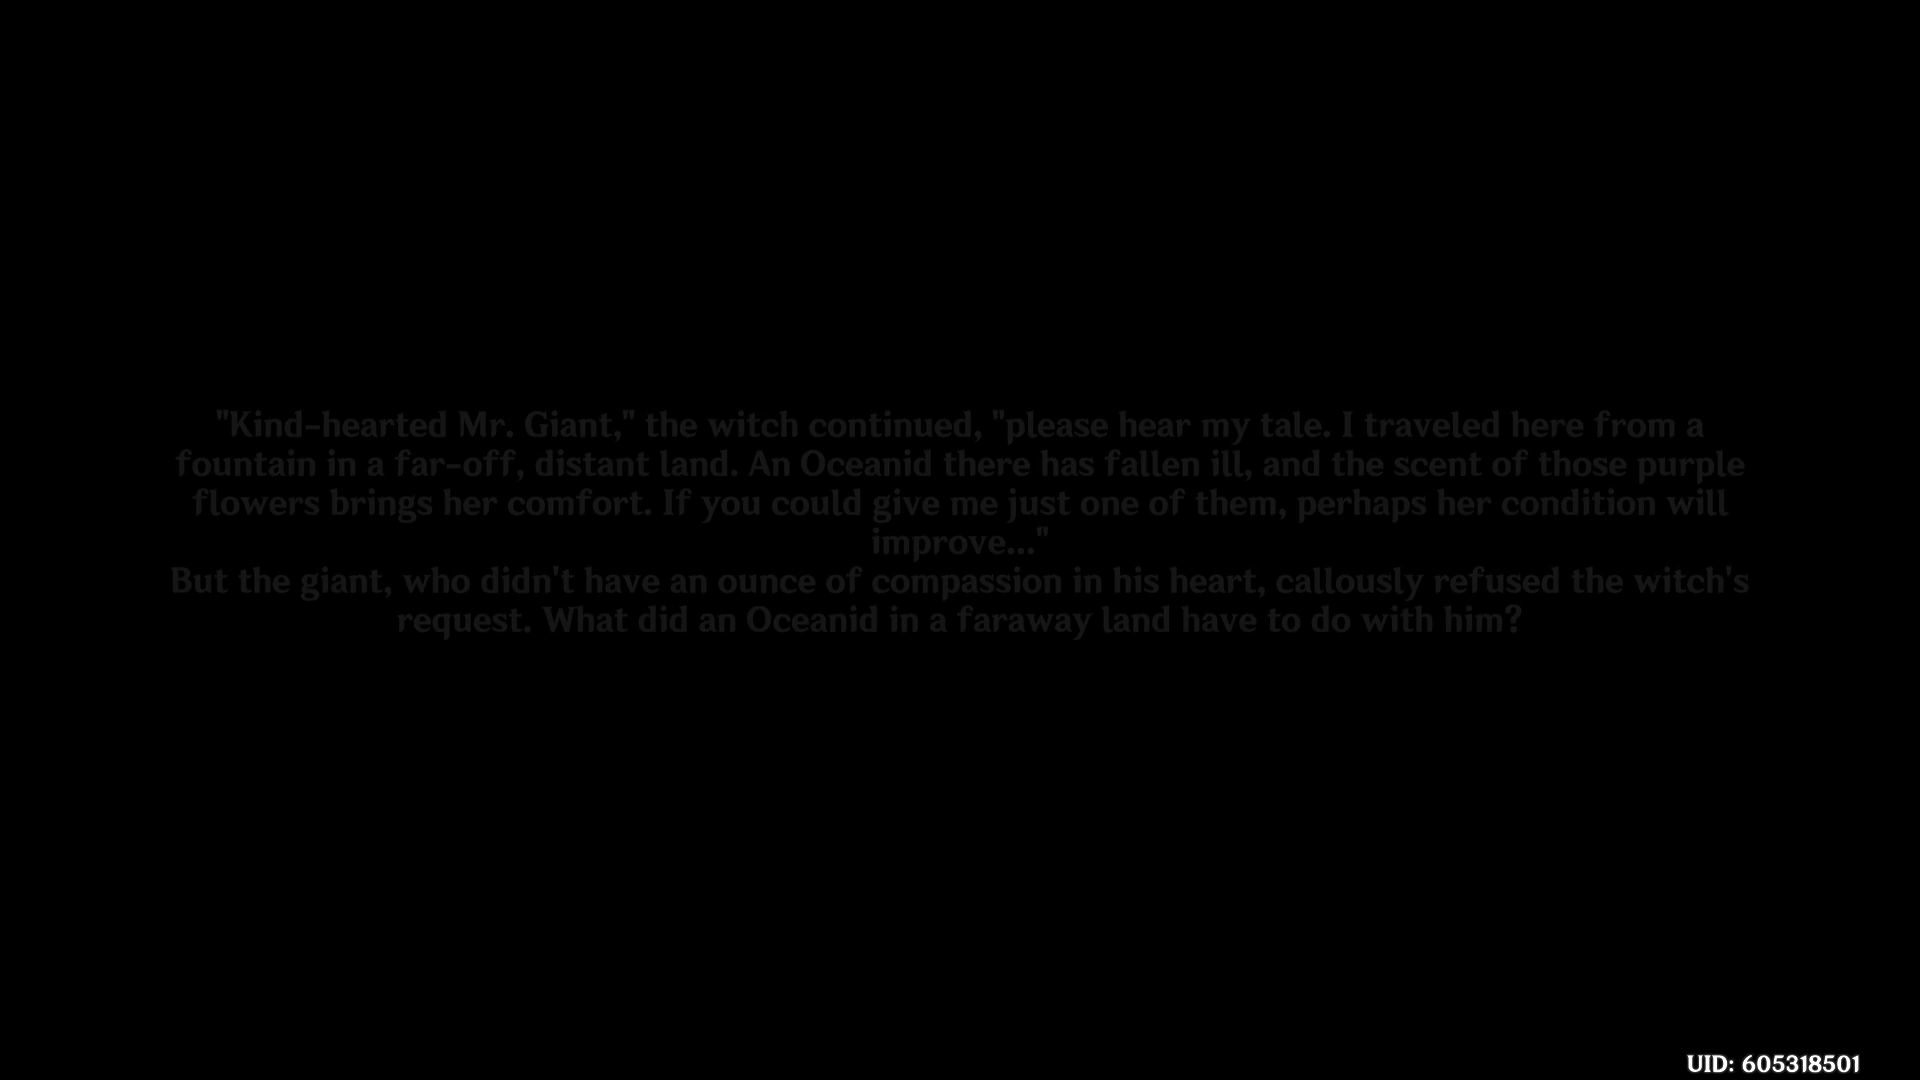 "Kind-hearted Mr. Giant," the witch continued, "please hear my tale. I traveled here from a
fountain in a far-off, distant land. An Oceanid there has fallen ill, and the scent of those purple
flowers brings her comfort. If you could give me just one of them, perhaps her condition will
improve..."
But the giant, who didn't have an ounce of compassion in his heart, callously refused the witch's
request. What did an Oceanid in a faraway land have to do with him?
UID: 605318501